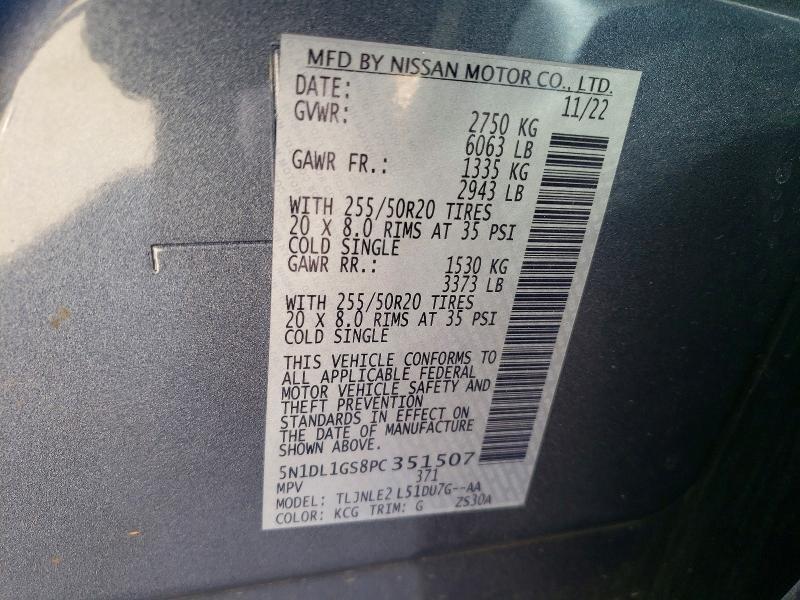 MFD BY NISSAN MOTOR CO., LTD.
DATE: 11/22
GVWR: 2750 KG
6063 LB
GAWR FR.: 1335 KG
2943 LB
WITH 255/50R20 TIRES
20 X 8.0 RIMS AT 35 PSI
COLD SINGLE
GAWR RR.: 1530 KG
3373 LB
WITH 255/50R20 TIRES
20 X 8.0 RIMS AT 35 PSI
COLD SINGLE
THIS VEHICLE CONFORMS TO
ALL APPLICABLE FEDERAL
MOTOR VEHICLE SAFETY AND
THEFT PREVENTION
STANDARDS IN EFFECT ON
THE DATE OF MANUFACTURE
SHOWN ABOVE.
5N1DL1GS8PC351507
MPV 371
MODEL: TLJNLE2 L51DU7G--AA
COLOR: KCG TRIM: G ZS30A